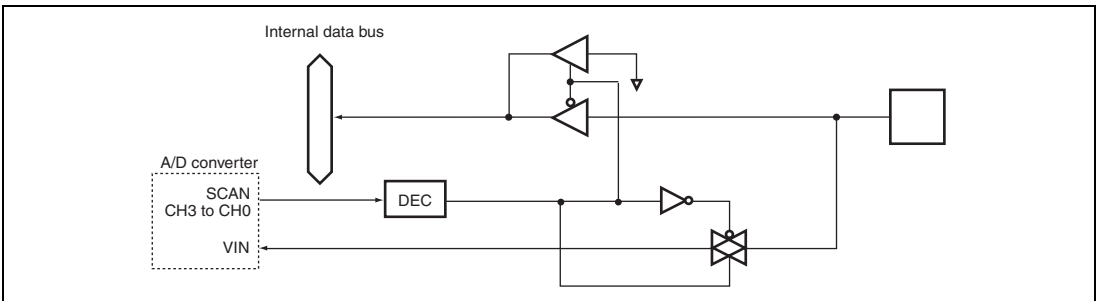 Internal data bus
A/D converter
SCAN
CH3 to CH0
DEC
VIN